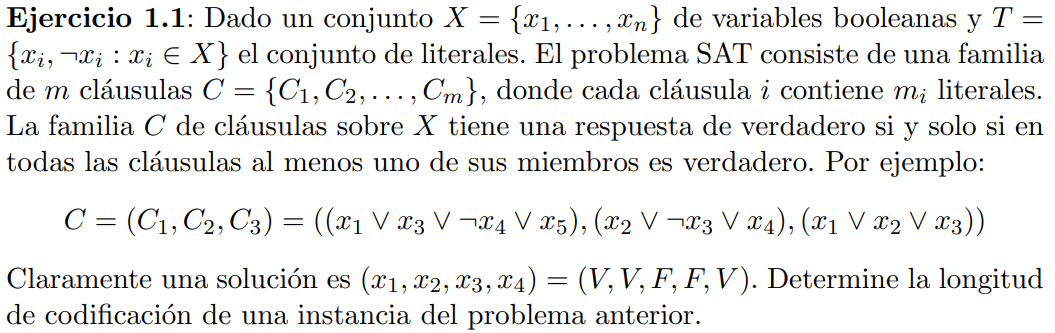 Ejercicio 1.1: Dado un conjunto X = {x₁, . . . , xₙ} de variables booleanas y T =
{xᵢ, ¬xᵢ : xᵢ ∈ X} el conjunto de literales. El problema SAT consiste de una familia
de m cláusulas C = {C₁, C₂, . . . , Cₘ}, donde cada cláusula i contiene mᵢ literales.
La familia C de cláusulas sobre X tiene una respuesta de verdadero si y solo si en
todas las cláusulas al menos uno de sus miembros es verdadero. Por ejemplo:
C = (C₁, C₂, C₃) = ((x₁ ∨ x₃ ∨ ¬x₄ ∨ x₅), (x₂ ∨ ¬x₃ ∨ x₄), (x₁ ∨ x₂ ∨ x₃))
Claramente una solución es (x₁, x₂, x₃, x₄) = (V, V, F, F, V). Determine la longitud
de codificación de una instancia del problema anterior.